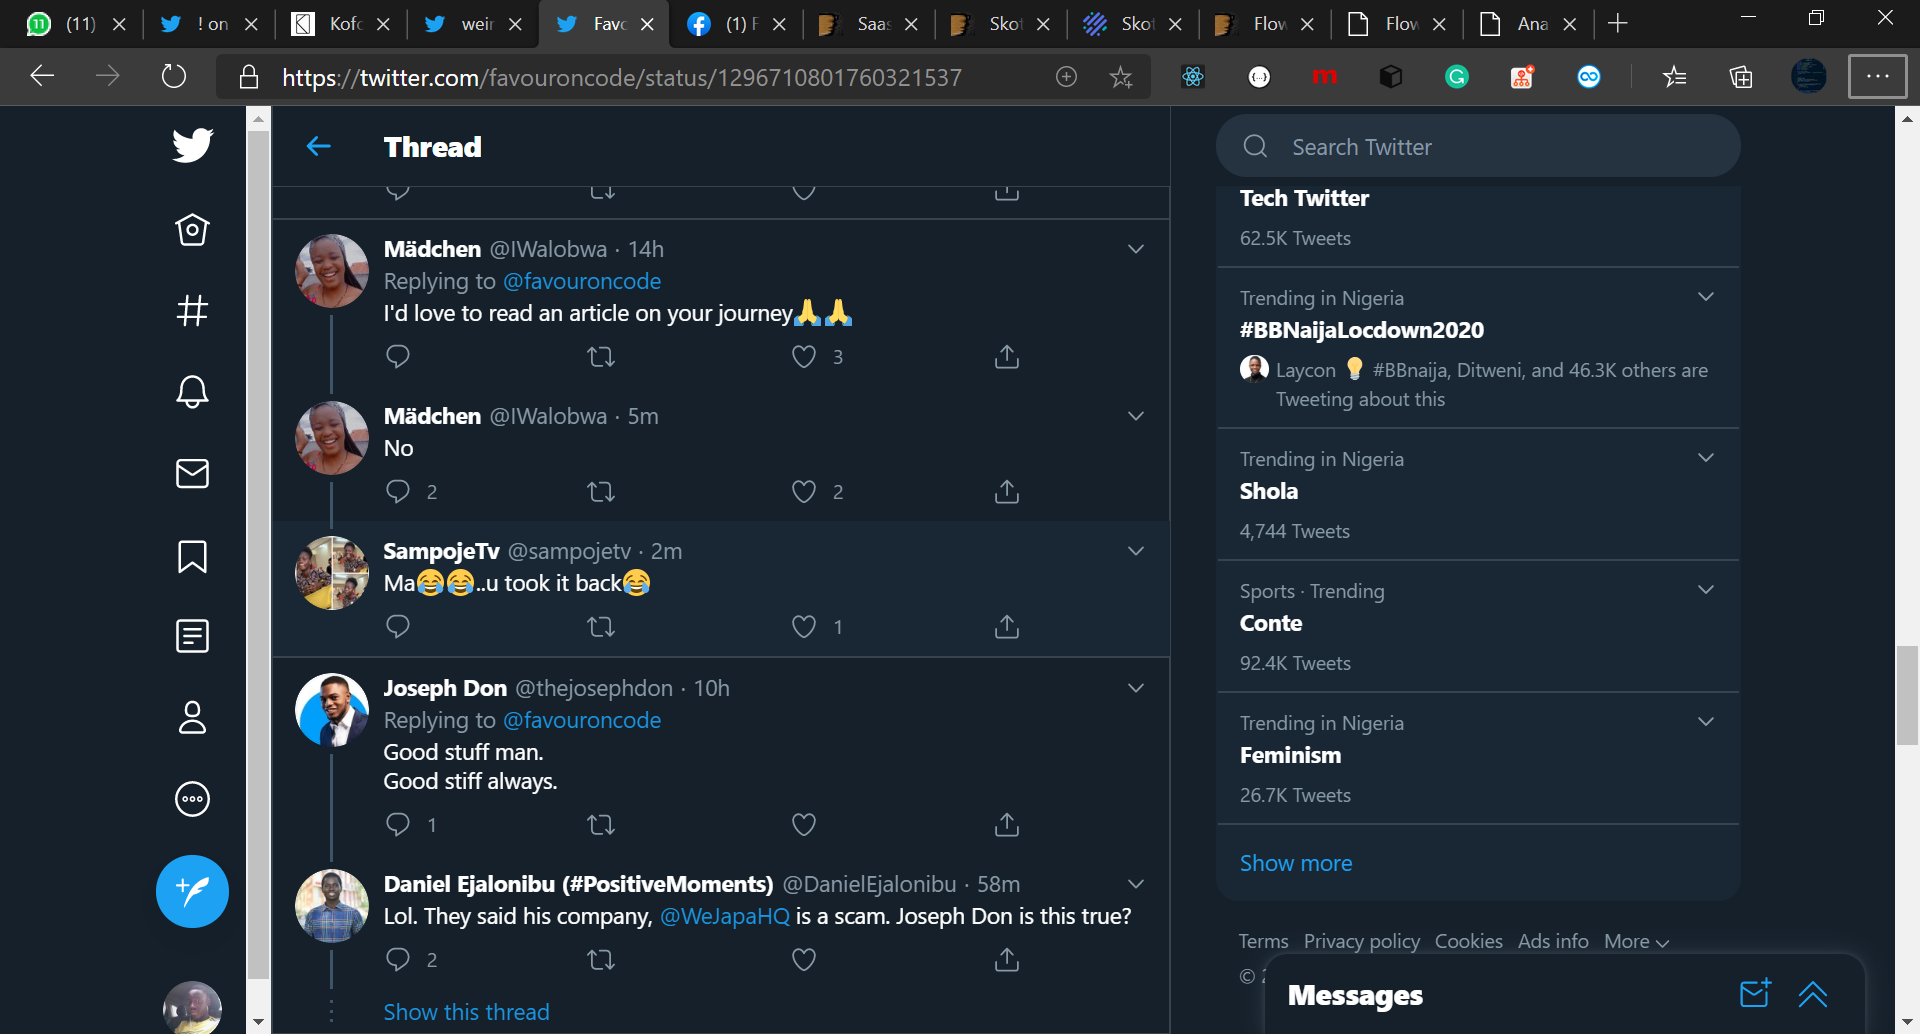 (11)
! on
Kofc
weir
Favc
(1) F
Saas
Skot
Skot
Flow
Flow
Ana
https://twitter.com/favouroncode/status/1296710801760321537
Thread
Mädchen @IWalobwa · 14h
Replying to @favouroncode
I'd love to read an article on your journey🙏🙏
3
Mädchen @IWalobwa · 5m
No
2 2
SampojeTv @sampojetv · 2m
Ma😂😂..u took it back😂
1
Joseph Don @thejosephdon · 10h
Replying to @favouroncode
Good stuff man.
Good stiff always.
1
Daniel Ejalonibu (#PositiveMoments) @DanielEjalonibu · 58m
Lol. They said his company, @WeJapaHQ is a scam. Joseph Don is this true?
2
Show this thread
Search Twitter
Tech Twitter
62.5K Tweets
Trending in Nigeria
#BBNaijaLocdown2020
Laycon 💡 #BBnaija, Ditweni, and 46.3K others are
Tweeting about this
Trending in Nigeria
Shola
4,744 Tweets
Sports · Trending
Conte
92.4K Tweets
Trending in Nigeria
Feminism
26.7K Tweets
Show more
Terms Privacy policy Cookies Ads info More
©
Messages